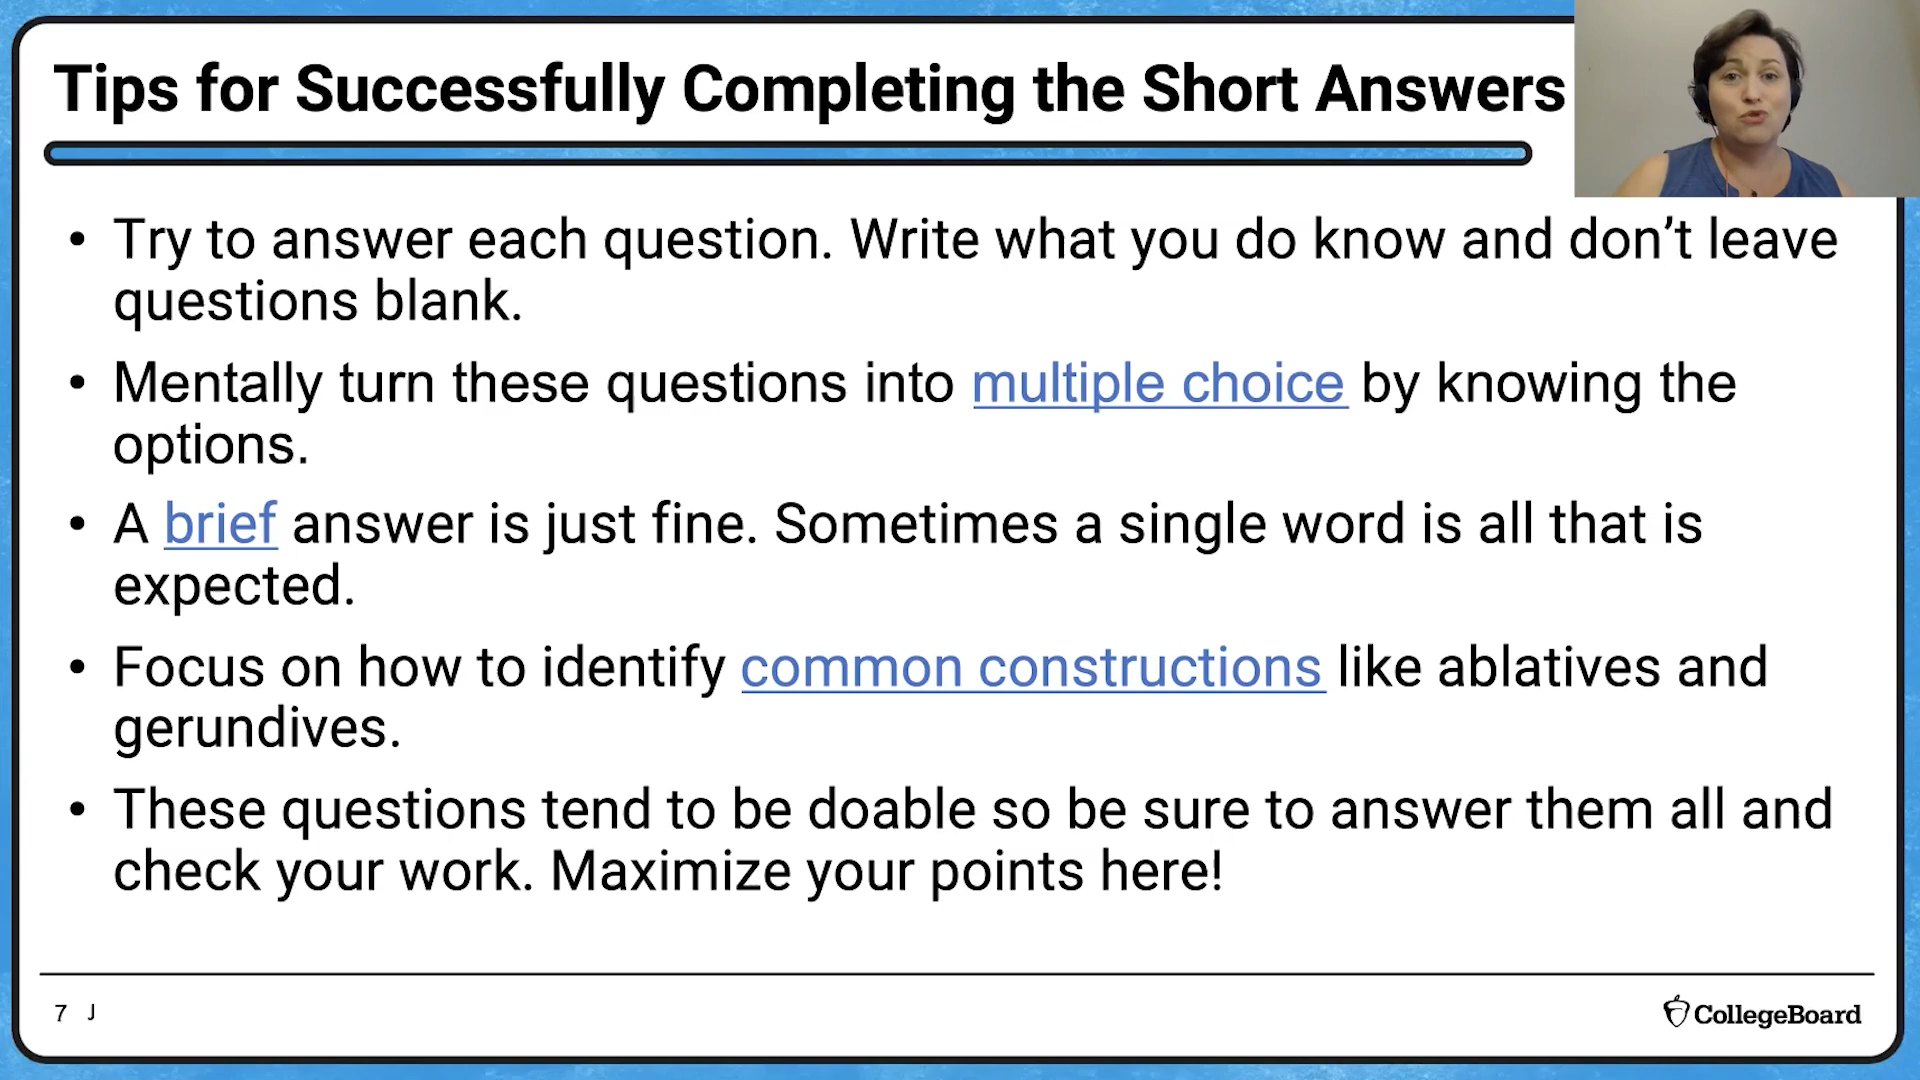 Tips for Successfully Completing the Short Answers
• Try to answer each question. Write what you do know and don’t leave
questions blank.
• Mentally turn these questions into multiple choice by knowing the
options.
• A brief answer is just fine. Sometimes a single word is all that is
expected.
• Focus on how to identify common constructions like ablatives and
gerundives.
• These questions tend to be doable so be sure to answer them all and
check your work. Maximize your points here!
7 J
CollegeBoard